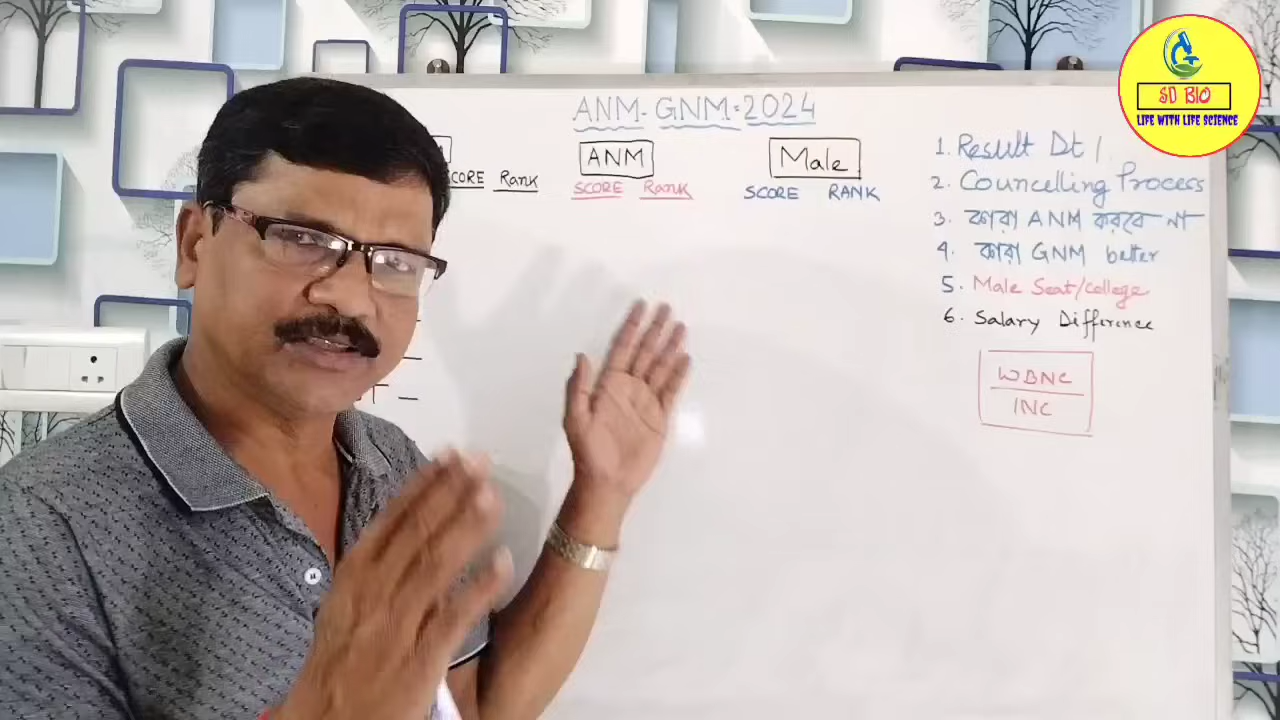 ANM - GNM = 2024
SCORE Rank
ANM
SCORE Rank
Male
SCORE RANK
1. Result Dt /
2. Councelling Process
3. কারা ANM করবে না
4. কারা GNM better
5. Male Seat/College
6. Salary Difference
WBNC
INC
SD BIO
LIFE WITH LIFE SCIENCE